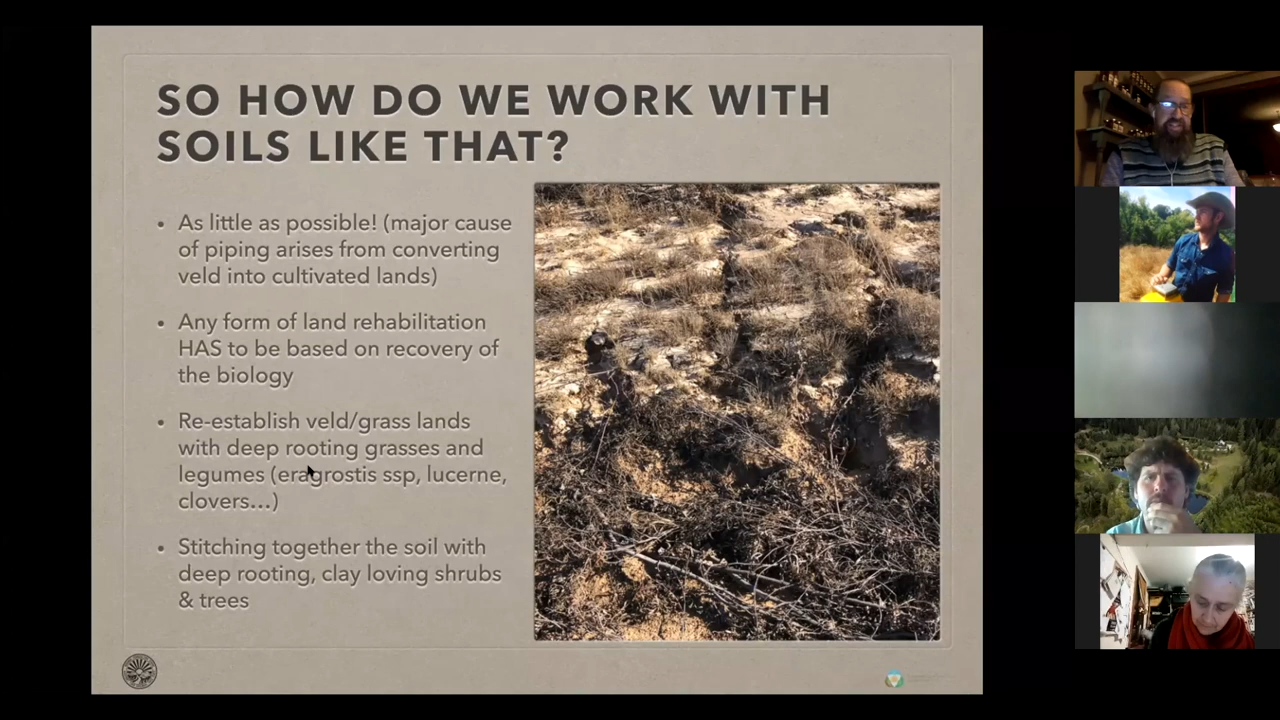 SO HOW DO WE WORK WITH
SOILS LIKE THAT?
• As little as possible! (major cause
of piping arises from converting
veld into cultivated lands)
• Any form of land rehabilitation
HAS to be based on recovery of
the biology
• Re-establish veld/grass lands
with deep rooting grasses and
legumes (eragrostis ssp, lucerne,
clovers...)
• Stitching together the soil with
deep rooting, clay loving shrubs
& trees